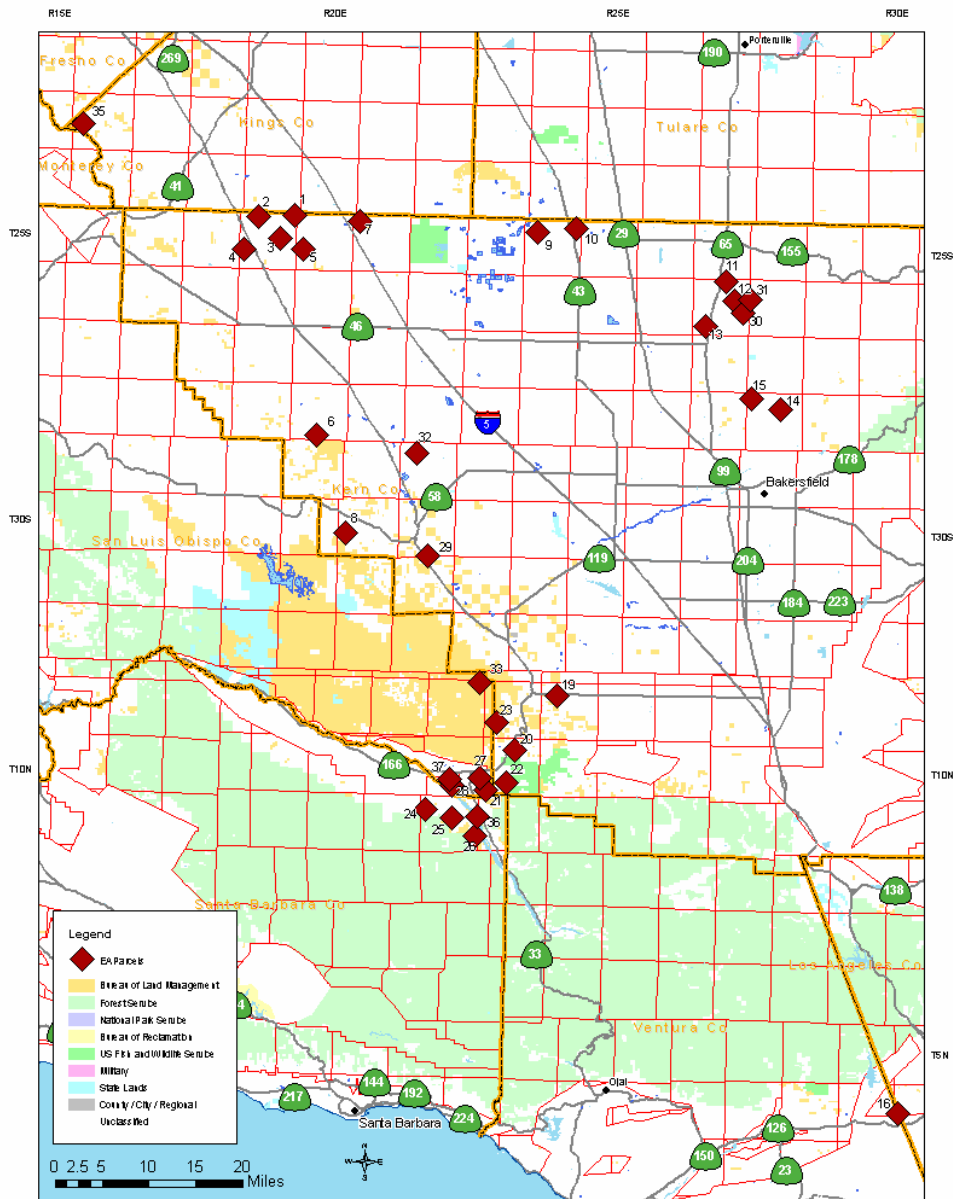 R15E R20E R25E R30E
Porterville
190
269
Fresno Co
35
Kings Co
Tulare Co
Monterey Co
41
2 1
7
T25S
3
4 5
9 10
29
65
155
T25S
11
43
12 31
30
13
46
15
14
5
6
32
178
99
Kern Co
58
Bakersfield
T30S
8
T30S
San Luis Obispo Co
29
119
204
184 223
33
19
23
20
T10N
166
37 27 22
T10N
28
21
24
25 36
26
138
Santa Barbara Co
33
Los Angeles Co
Legend
EA Parcels
Bureau of Land Management
Forest Service
National Park Service
Bureau of Reclamation
US Fish and Wildlife Service
Military
State Lands
County / City / Regional
Unclassified
4
Ventura Co
T5N
Ojai
144
217
192
16
Santa Barbara
224
126
150
23
N
W E
S
0 2.5 5 10 15 20
Miles